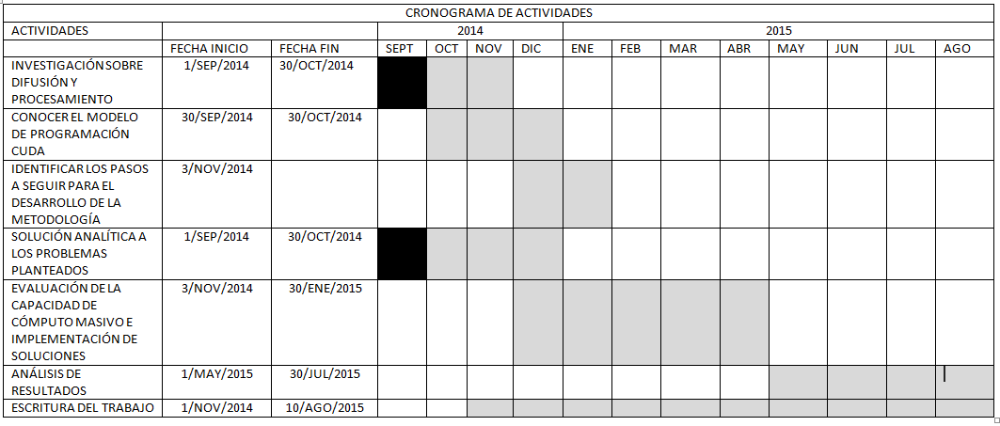 CRONOGRAMA DE ACTIVIDADES
ACTIVIDADES 2014 2015
FECHA INICIO FECHA FIN SEPT OCT NOV DIC ENE FEB MAR ABR MAY JUN JUL AGO
INVESTIGACIÓN SOBRE 1/SEP/2014 30/OCT/2014
DIFUSIÓN Y
PROCESAMIENTO
CONOCER EL MODELO 30/SEP/2014 30/OCT/2014
DE PROGRAMACIÓN
CUDA
IDENTIFICAR LOS PASOS 3/NOV/2014
A SEGUIR PARA EL
DESARROLLO DE LA
METODOLOGÍA
SOLUCIÓN ANALÍTICA A 1/SEP/2014 30/OCT/2014
LOS PROBLEMAS
PLANTEADOS
EVALUACIÓN DE LA 3/NOV/2014 30/ENE/2015
CAPACIDAD DE
CÓMPUTO MASIVO E
IMPLEMENTACIÓN DE
SOLUCIONES
ANÁLISIS DE 1/MAY/2015 30/JUL/2015
RESULTADOS
ESCRITURA DEL TRABAJO 1/NOV/2014 10/AGO/2015